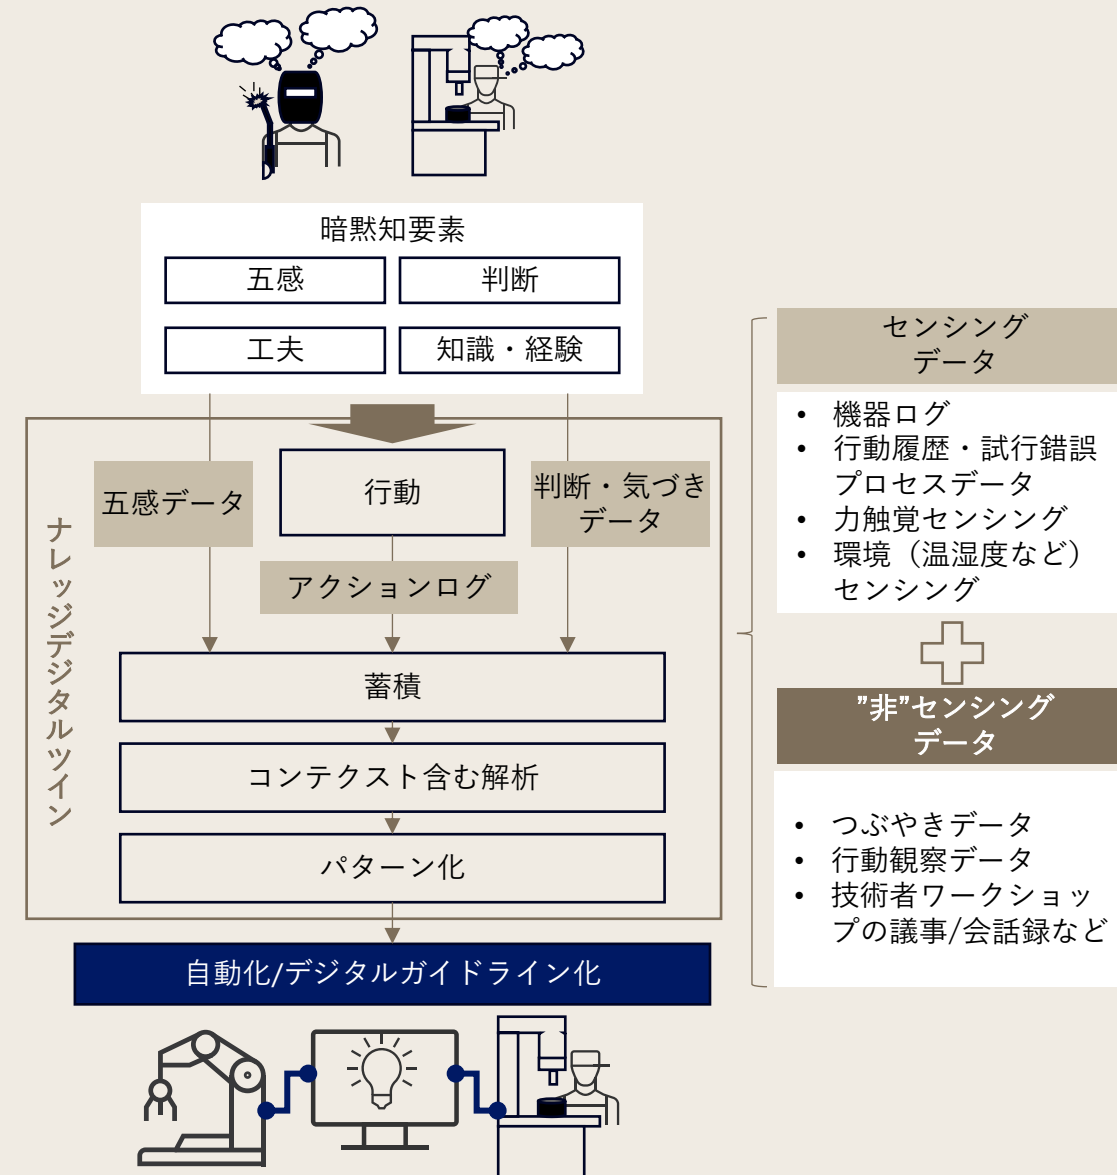 暗黙知要素
五感
判断
工夫
知識・経験
ナレッジデジタルツイン
五感データ
行動
判断・気づき
データ
アクションログ
蓄積
コンテクスト含む解析
パターン化
自動化/デジタルガイドライン化
センシング
データ
• 機器ログ
• 行動履歴・試行錯誤
プロセスデータ
• 力触覚センシング
• 環境（温湿度など）
センシング
”非”センシング
データ
• つぶやきデータ
• 行動観察データ
• 技術者ワークショッ
プの議事/会話録など